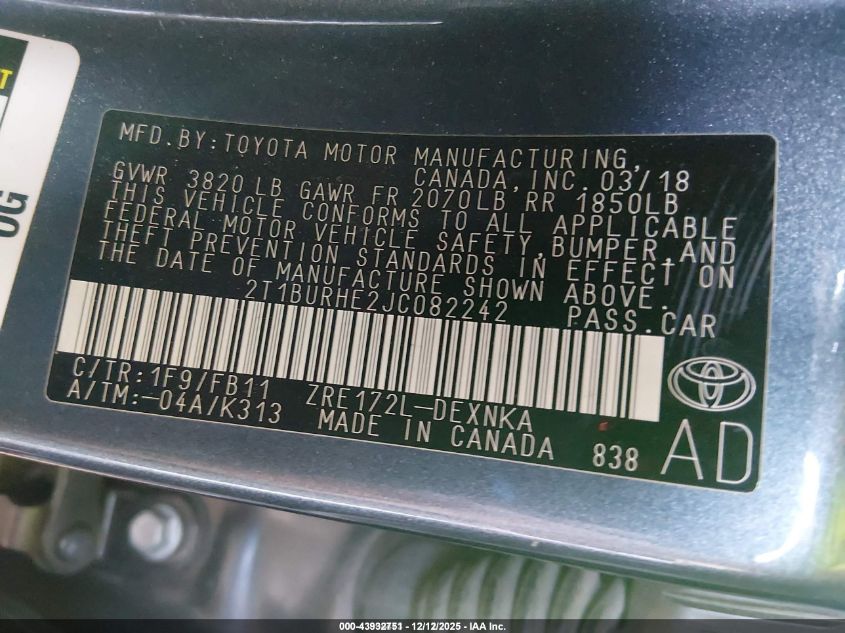 T
OG
MFD. BY: TOYOTA MOTOR MANUFACTURING,
CANADA, INC. 03/18
GVWR 3820 LB GAWR FR 2070LB RR 1850LB
THIS VEHICLE CONFORMS TO ALL APPLICABLE
FEDERAL MOTOR VEHICLE SAFETY, BUMPER, AND
THEFT PREVENTION STANDARDS IN EFFECT ON
THE DATE OF MANUFACTURE SHOWN ABOVE.
2T1BURHE2JC082242 PASS. CAR
C/TR: 1F9/FB11 ZRE172L-DEXNKA
A/TM: -04A/K313 MADE IN CANADA 838 AD
000-43932751 - 12/12/2025 - IAA Inc.